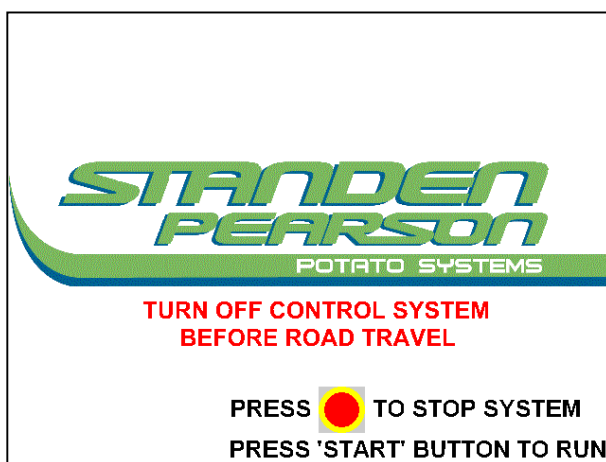 STANDEN
PEARSON
POTATO SYSTEMS
TURN OFF CONTROL SYSTEM
BEFORE ROAD TRAVEL
PRESS TO STOP SYSTEM
PRESS 'START' BUTTON TO RUN